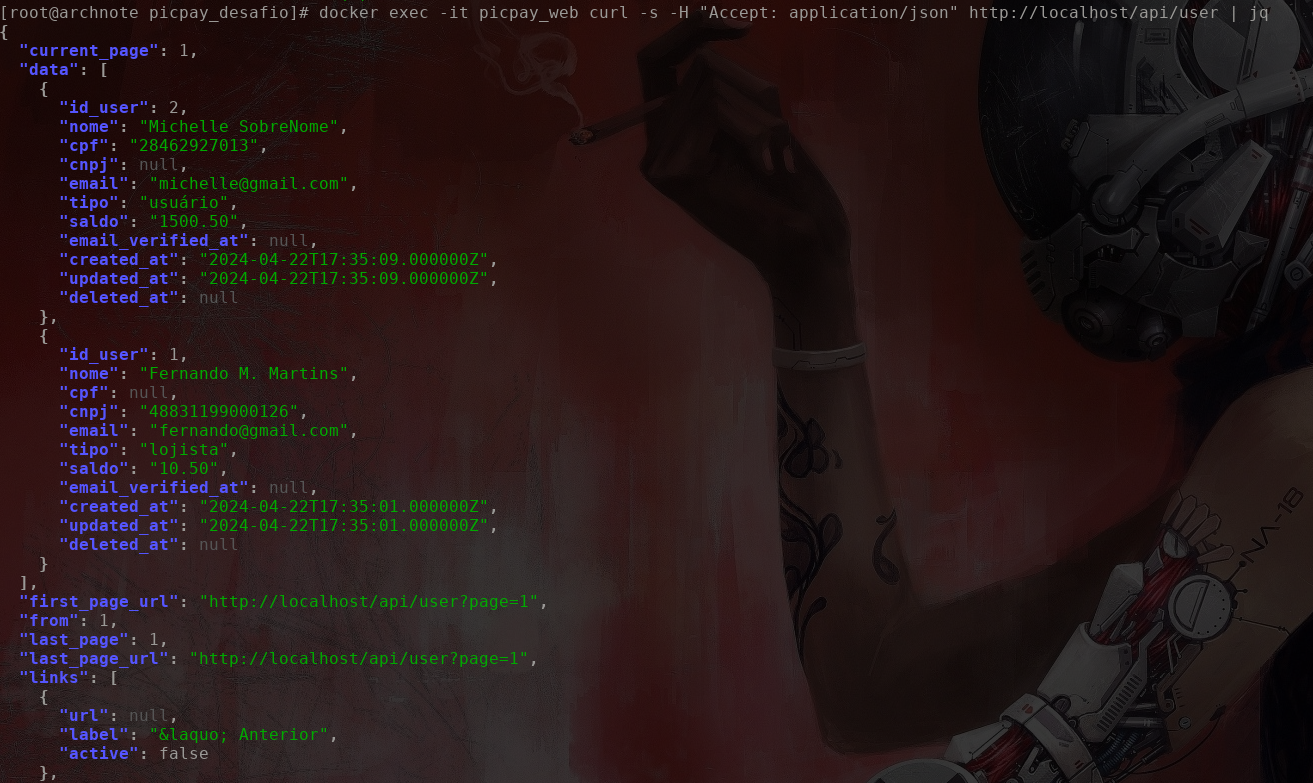 [root@archnote picpay_desafio]# docker exec -it picpay_web curl -s -H "Accept: application/json" http://localhost/api/user | jq
{
  "current_page": 1,
  "data": [
    {
      "id_user": 2,
      "nome": "Michelle SobreNome",
      "cpf": "28462927013",
      "cnpj": null,
      "email": "michelle@gmail.com",
      "tipo": "usuário",
      "saldo": "1500.50",
      "email_verified_at": null,
      "created_at": "2024-04-22T17:35:09.000000Z",
      "updated_at": "2024-04-22T17:35:09.000000Z",
      "deleted_at": null
    },
    {
      "id_user": 1,
      "nome": "Fernando M. Martins",
      "cpf": null,
      "cnpj": "48831199000126",
      "email": "fernando@gmail.com",
      "tipo": "lojista",
      "saldo": "10.50",
      "email_verified_at": null,
      "created_at": "2024-04-22T17:35:01.000000Z",
      "updated_at": "2024-04-22T17:35:01.000000Z",
      "deleted_at": null
    }
  ],
  "first_page_url": "http://localhost/api/user?page=1",
  "from": 1,
  "last_page": 1,
  "last_page_url": "http://localhost/api/user?page=1",
  "links": [
    {
      "url": null,
      "label": "&laquo; Anterior",
      "active": false
    },
NA-18